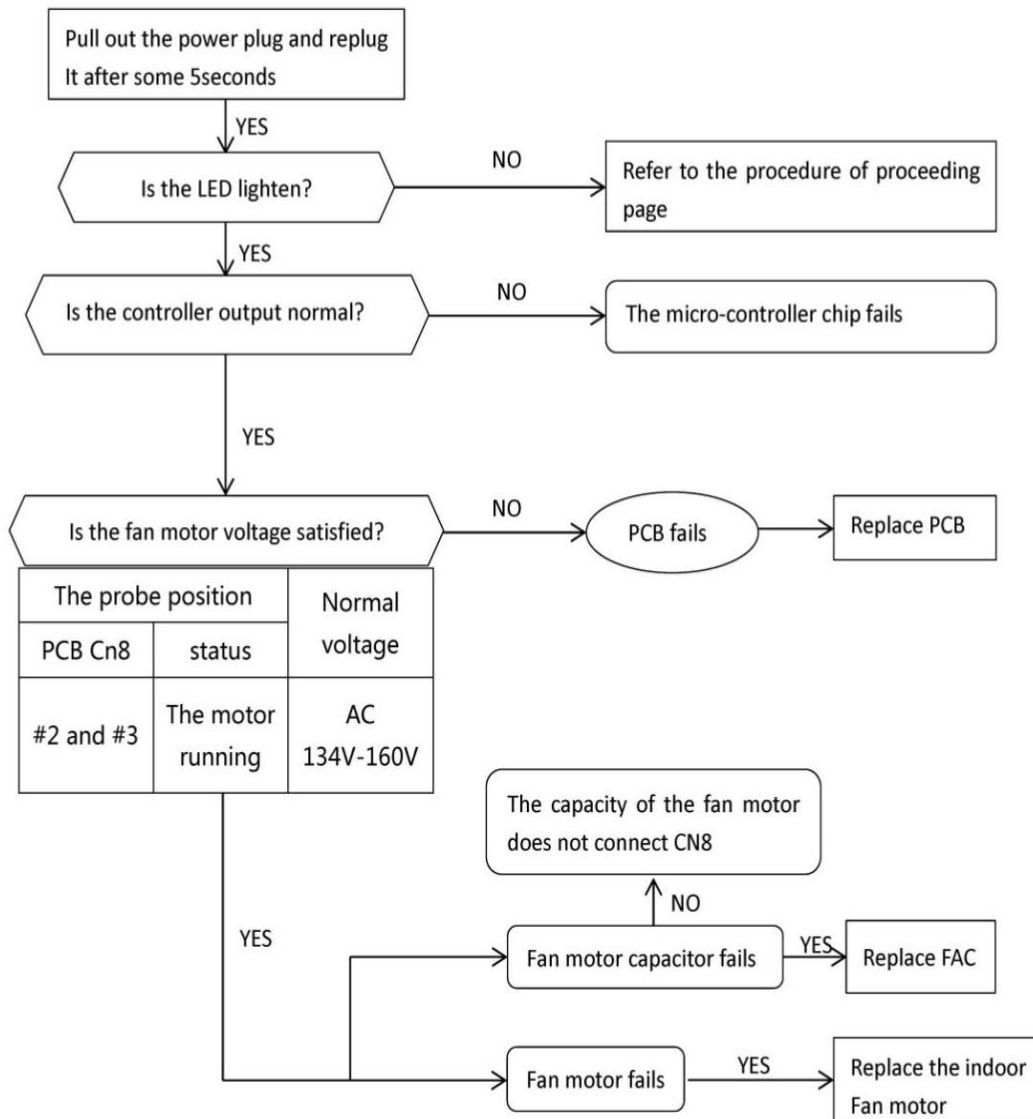 Pull out the power plug and replug
It after some 5seconds
YES
Is the LED lighten?
NO
Refer to the procedure of proceeding
page
YES
Is the controller output normal?
NO
The micro-controller chip fails
YES
Is the fan motor voltage satisfied?
NO
PCB fails
Replace PCB
The probe position
Normal
voltage
PCB Cn8
status
#2 and #3
The motor
running
AC
134V-160V
The capacity of the fan motor
does not connect CN8
NO
YES
Fan motor capacitor fails
YES
Replace FAC
Fan motor fails
YES
Replace the indoor
Fan motor